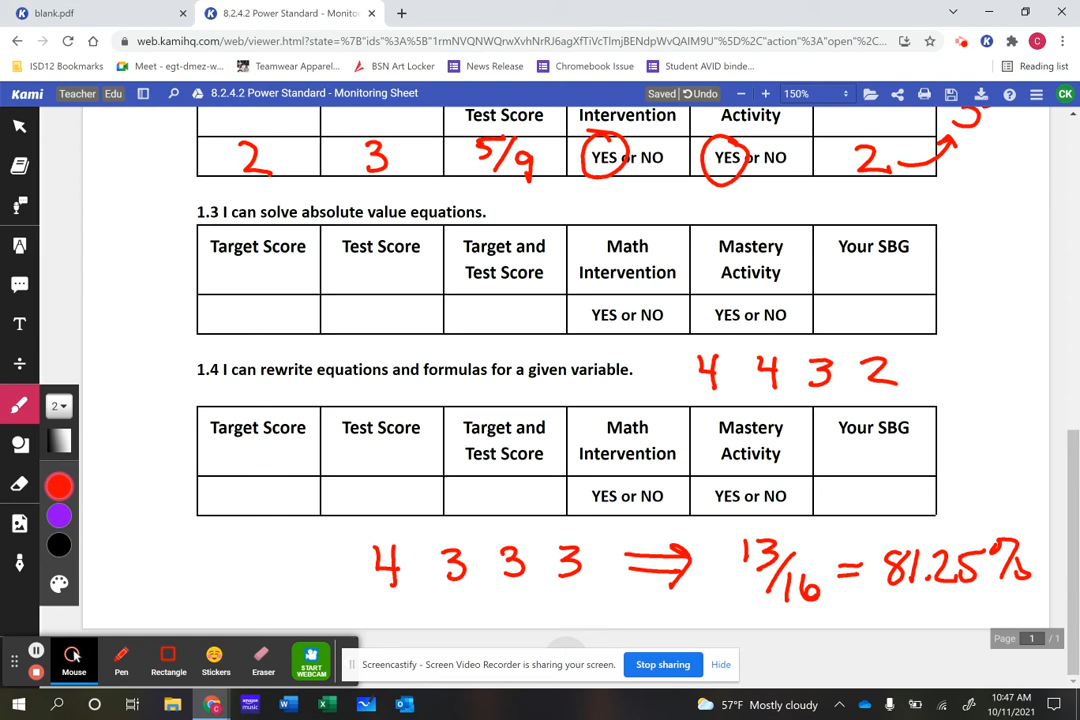 blank.pdf
8.2.4.2 Power Standard - Monitor
web.kamihq.com/web/viewer.html?state=%7B"ids"%3A%5B"1rmNVQNWQrwXvhNrRJ6agXfTiVcTlmjBENdpWvQAIM9U"%5D%2C"action"%3A"open"%2C"...
ISD12 Bookmarks
Meet - egt-dmez-w...
Teamwear Apparel...
BSN Art Locker
News Release
Chromebook Issue
Student AVID binde...
Reading list
Kami
Teacher
Edu
8.2.4.2 Power Standard - Monitoring Sheet
Saved
Undo
150%
CK
Test Score Intervention Activity
2 3 5/9 YES or NO YES or NO 2
1.3 I can solve absolute value equations.
Target Score Test Score Target and Test Score Math Intervention Mastery Activity Your SBG
YES or NO YES or NO
1.4 I can rewrite equations and formulas for a given variable. 4 4 3 2
Target Score Test Score Target and Test Score Math Intervention Mastery Activity Your SBG
YES or NO YES or NO
4 3 3 3 ⇒ 13/16 = 81.25%
Page 1 / 1
Mouse
Pen
Rectangle
Stickers
Eraser
START WEBCAM
Screencastify - Screen Video Recorder is sharing your screen.
Stop sharing
Hide
57°F Mostly cloudy
10:47 AM
10/11/2021